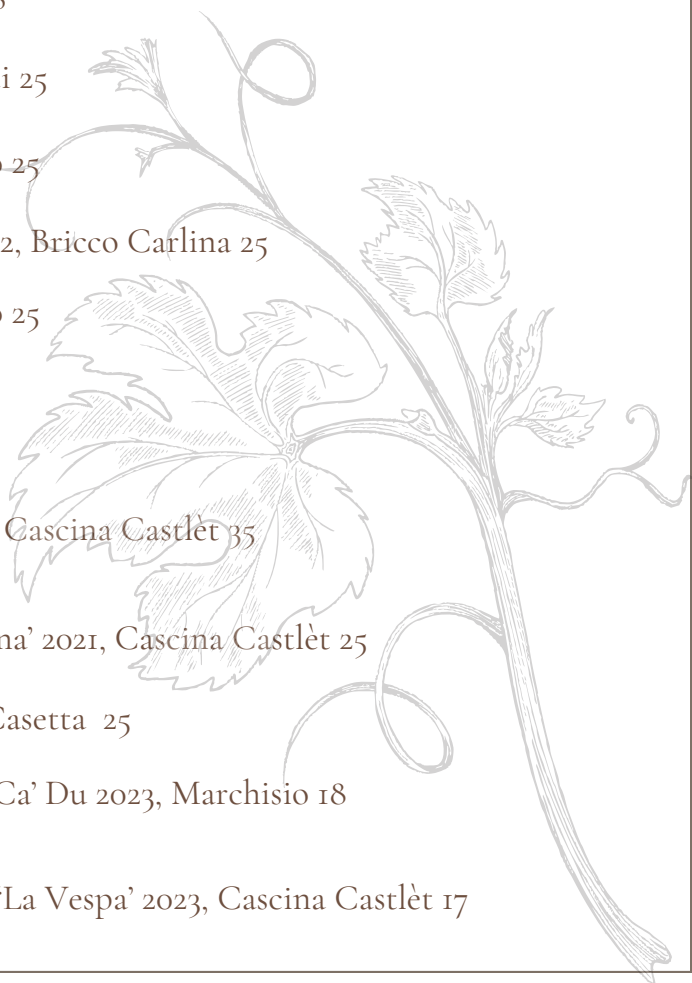 i 25
25
2, Bricco Carlina 25
25
Cascina Castlèt 35
na’ 2021, Cascina Castlèt 25
Casetta 25
Ca’ Du 2023, Marchisio 18
‘La Vespa’ 2023, Cascina Castlèt 17